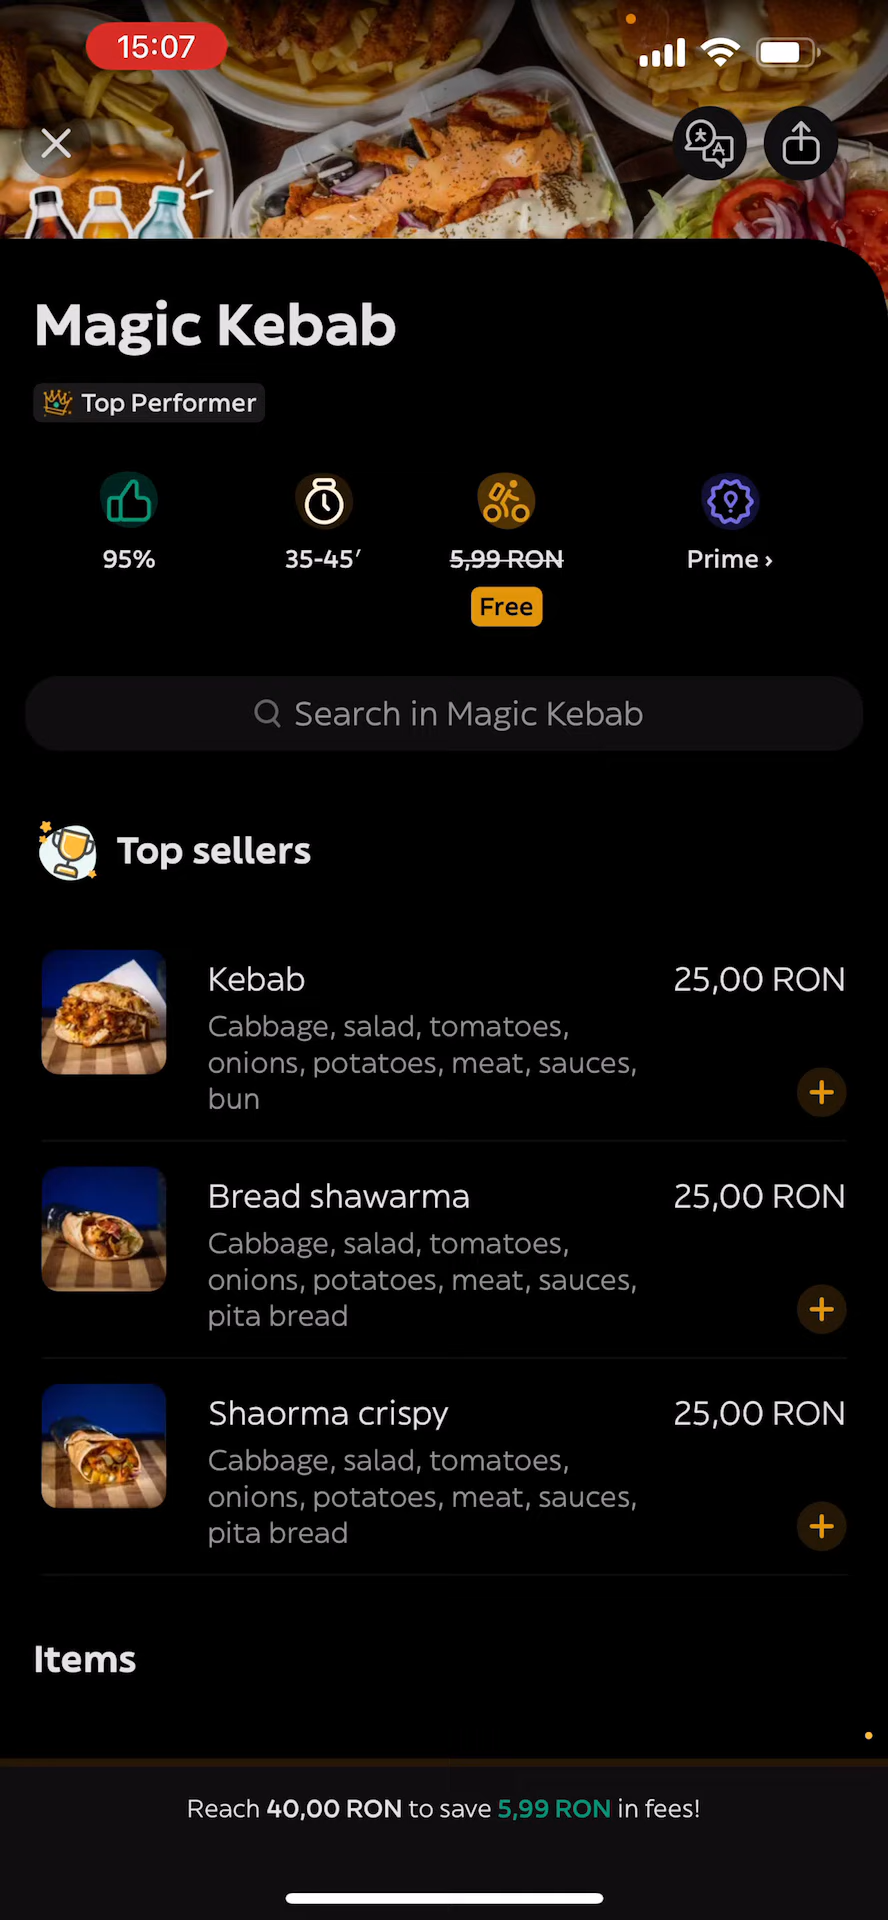 15:07
Magic Kebab
Top Performer
95%
35-45′
5,99 RON
Free
Prime ›
Search in Magic Kebab
Top sellers
Kebab
25,00 RON
Cabbage, salad, tomatoes,
onions, potatoes, meat, sauces,
bun
Bread shawarma
25,00 RON
Cabbage, salad, tomatoes,
onions, potatoes, meat, sauces,
pita bread
Shaorma crispy
25,00 RON
Cabbage, salad, tomatoes,
onions, potatoes, meat, sauces,
pita bread
Items
Reach 40,00 RON to save 5,99 RON in fees!